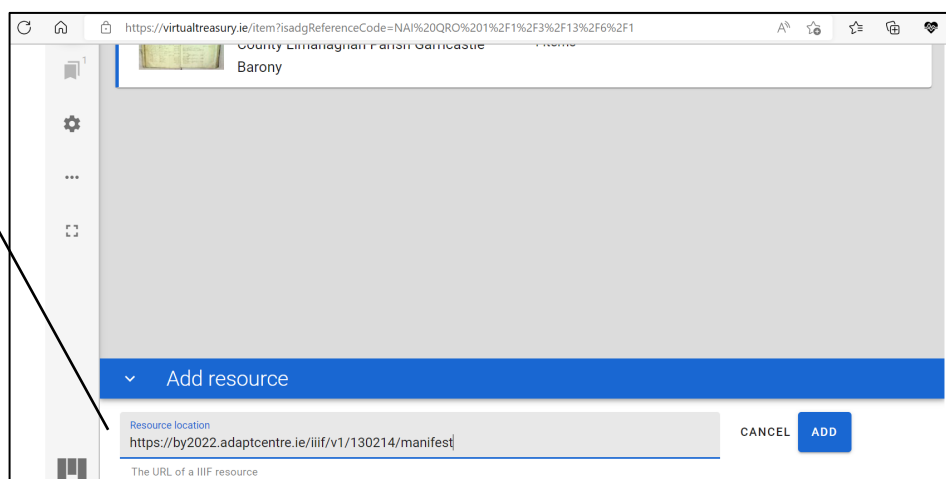 https://virtualtreasury.ie/item?isadgReferenceCode=NAI%20QRO%201%2F1%2F3%2F13%2F6%2F1
1
Barony
Add resource
Resource location
https://by2022.adaptcentre.ie/iiif/v1/130214/manifest
CANCEL
ADD
The URL of a IIIF resource